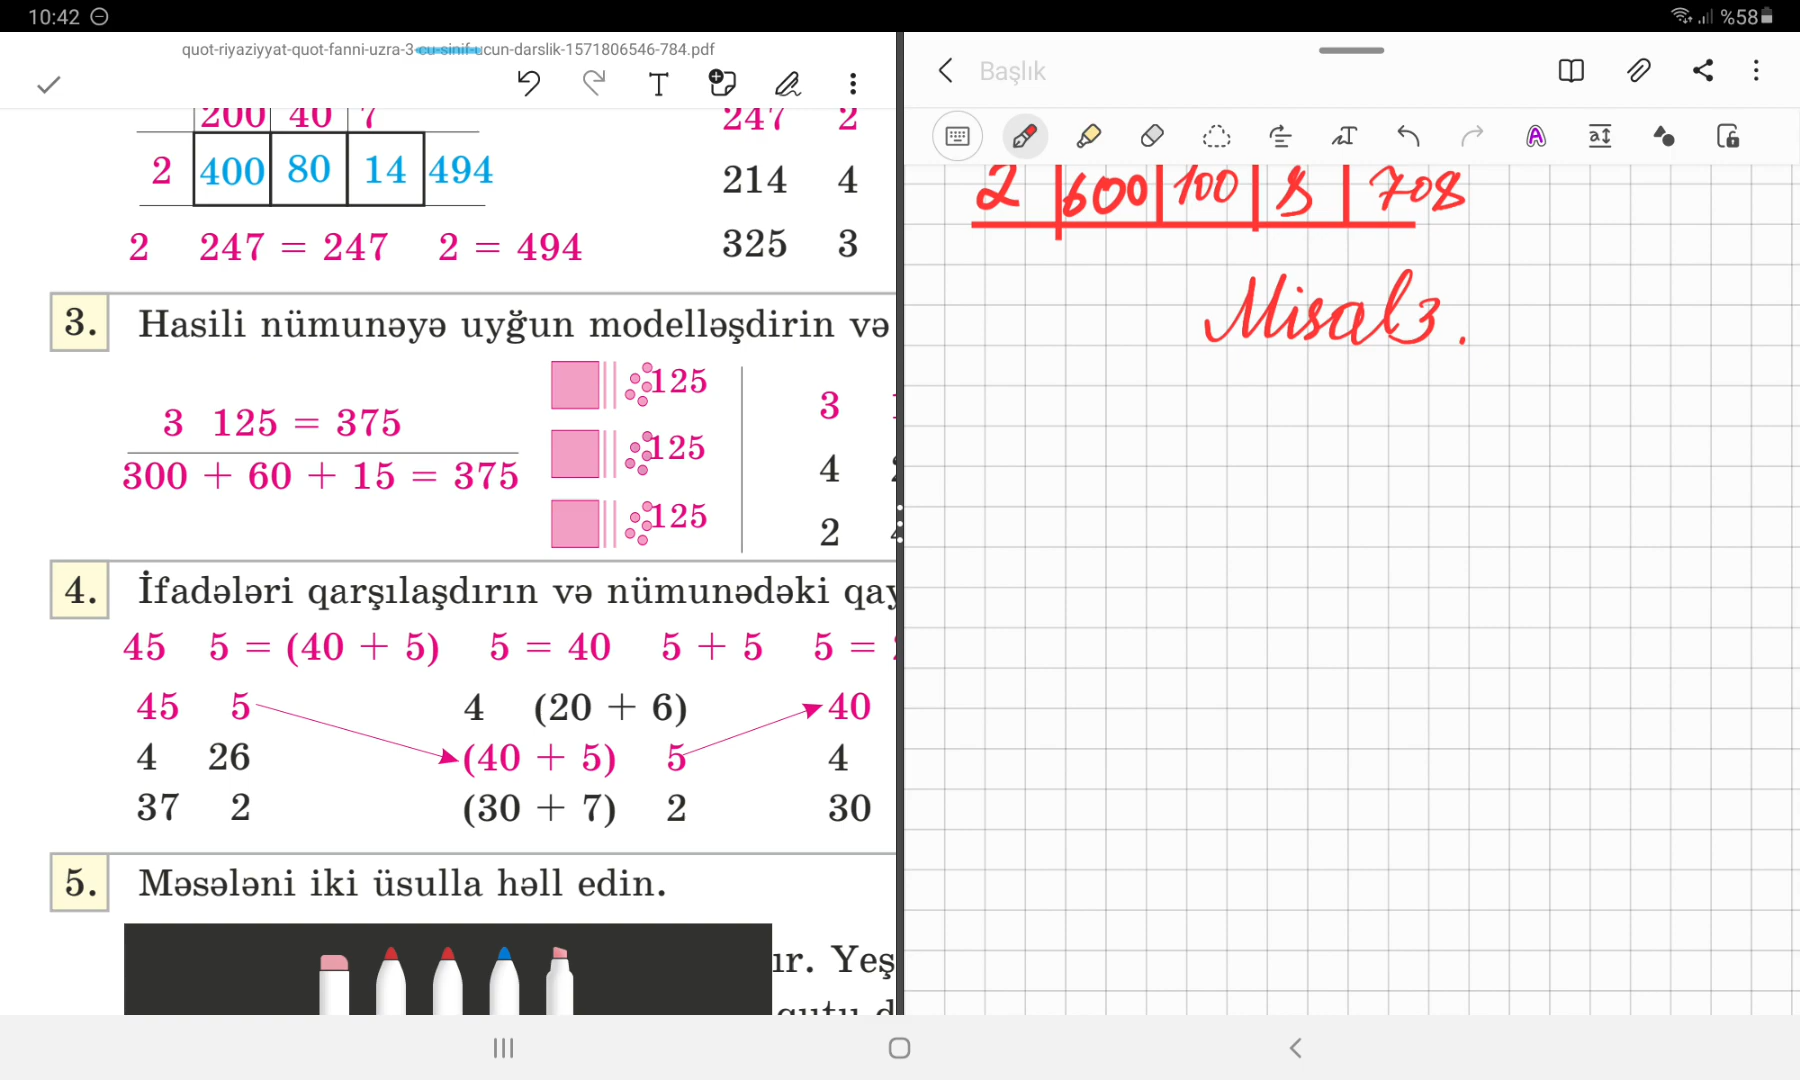 10:42
%58
quot-riyaziyyat-quot-fanni-uzra-3-cu-sinif-ucun-darslik-1571806546-784.pdf
200 40 7
2 400 80 14 494
2 247 = 247 2 = 494
247 2
214 4
325 3
3. Hasili nümunəyə uyğun modelləşdirin və
3 125 = 375
300 + 60 + 15 = 375
125
125
125
3
4
2
4. İfadələri qarşılaşdırın və nümunədəki qay
45 5 = (40 + 5) 5 = 40 5 + 5 5 =
45 5 4 (20 + 6) 40
4 26 (40 + 5) 5 4
37 2 (30 + 7) 2 30
5. Məsələni iki üsulla həll edin.
ır. Yeş
qutu d
Başlık
2 600 100 8 708
Misal 3.